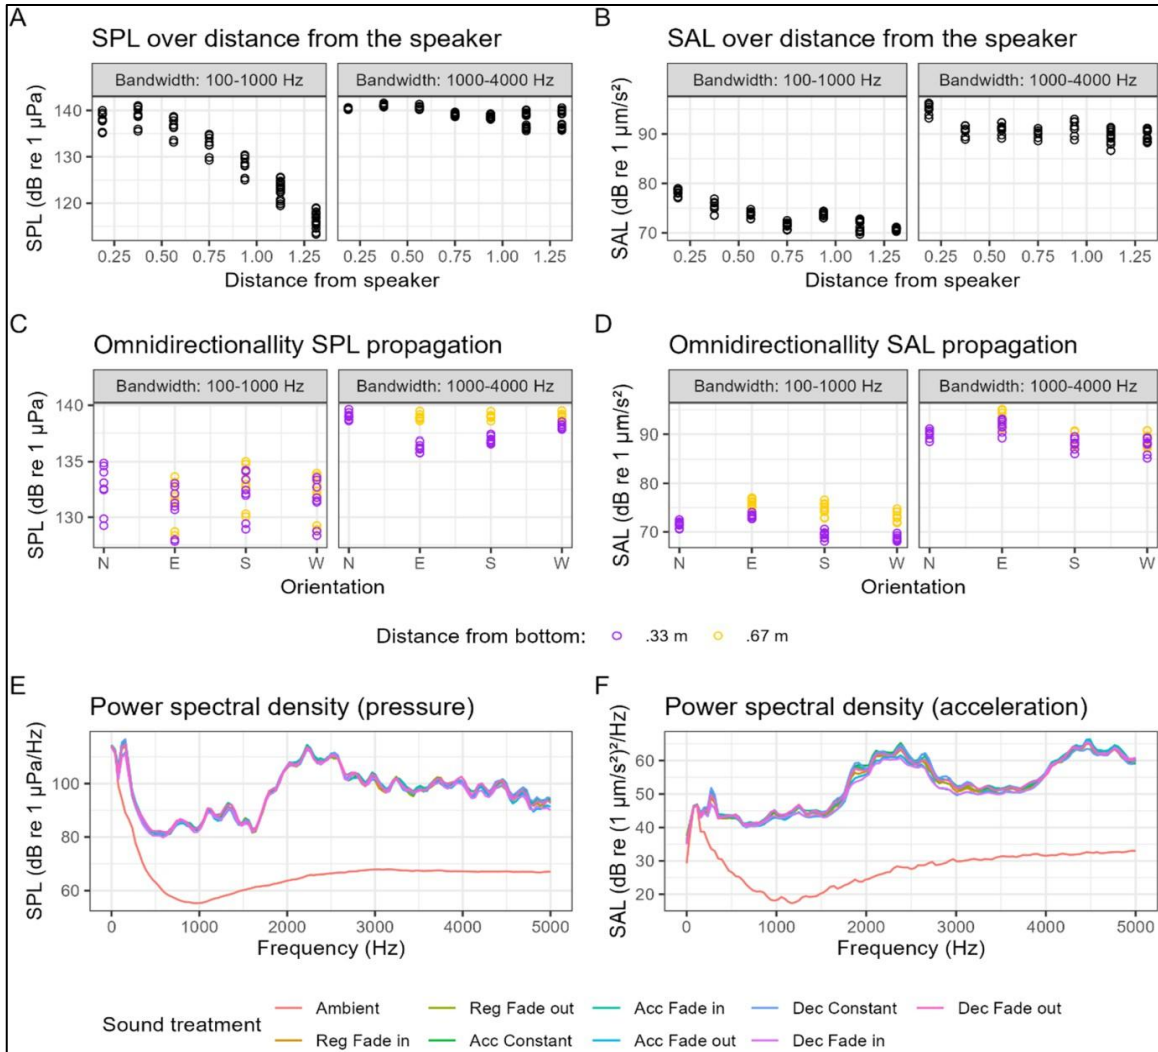 A
SPL over distance from the speaker
Bandwidth: 100-1000 Hz
Bandwidth: 1000-4000 Hz
SPL (dB re 1 µPa)
140
130
120
0.25 0.50 0.75 1.00 1.25
0.25 0.50 0.75 1.00 1.25
Distance from speaker
B
SAL over distance from the speaker
Bandwidth: 100-1000 Hz
Bandwidth: 1000-4000 Hz
SAL (dB re 1 µm/s²)
90
80
70
0.25 0.50 0.75 1.00 1.25
0.25 0.50 0.75 1.00 1.25
Distance from speaker
C
Omnidirectionallity SPL propagation
Bandwidth: 100-1000 Hz
Bandwidth: 1000-4000 Hz
SPL (dB re 1 µPa)
140
135
130
N E S W
N E S W
Orientation
D
Omnidirectionallity SAL propagation
Bandwidth: 100-1000 Hz
Bandwidth: 1000-4000 Hz
SAL (dB re 1 µm/s²)
90
80
70
N E S W
N E S W
Orientation
Distance from bottom: .33 m .67 m
E
Power spectral density (pressure)
SPL (dB re 1 µPa/Hz)
100
80
60
0 1000 2000 3000 4000 5000
Frequency (Hz)
F
Power spectral density (acceleration)
SAL (dB re (1 µm/s²)²/Hz)
60
50
40
30
20
0 1000 2000 3000 4000 5000
Frequency (Hz)
Sound treatment
Ambient Reg Fade out Acc Fade in Dec Constant Dec Fade out
Reg Fade in Acc Constant Acc Fade out Dec Fade in